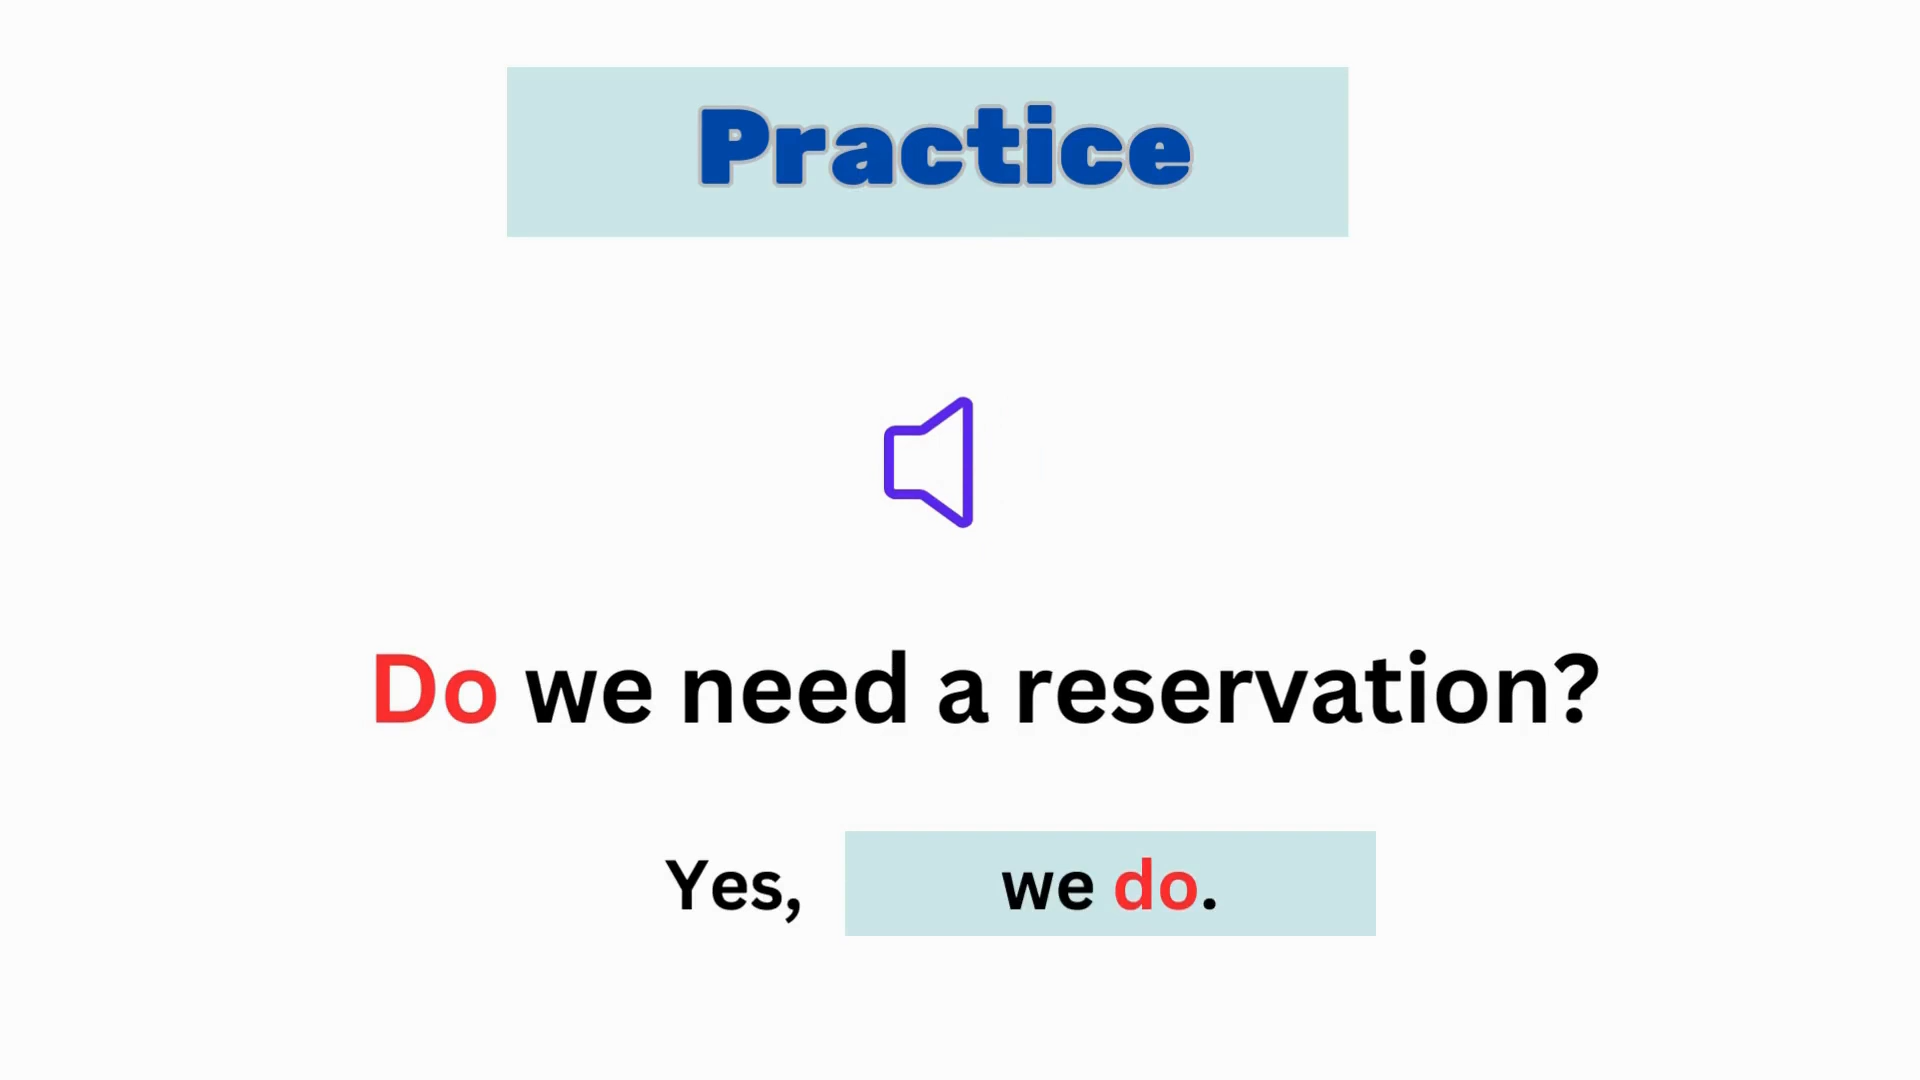 Practice
Do we need a reservation?
Yes, we do.